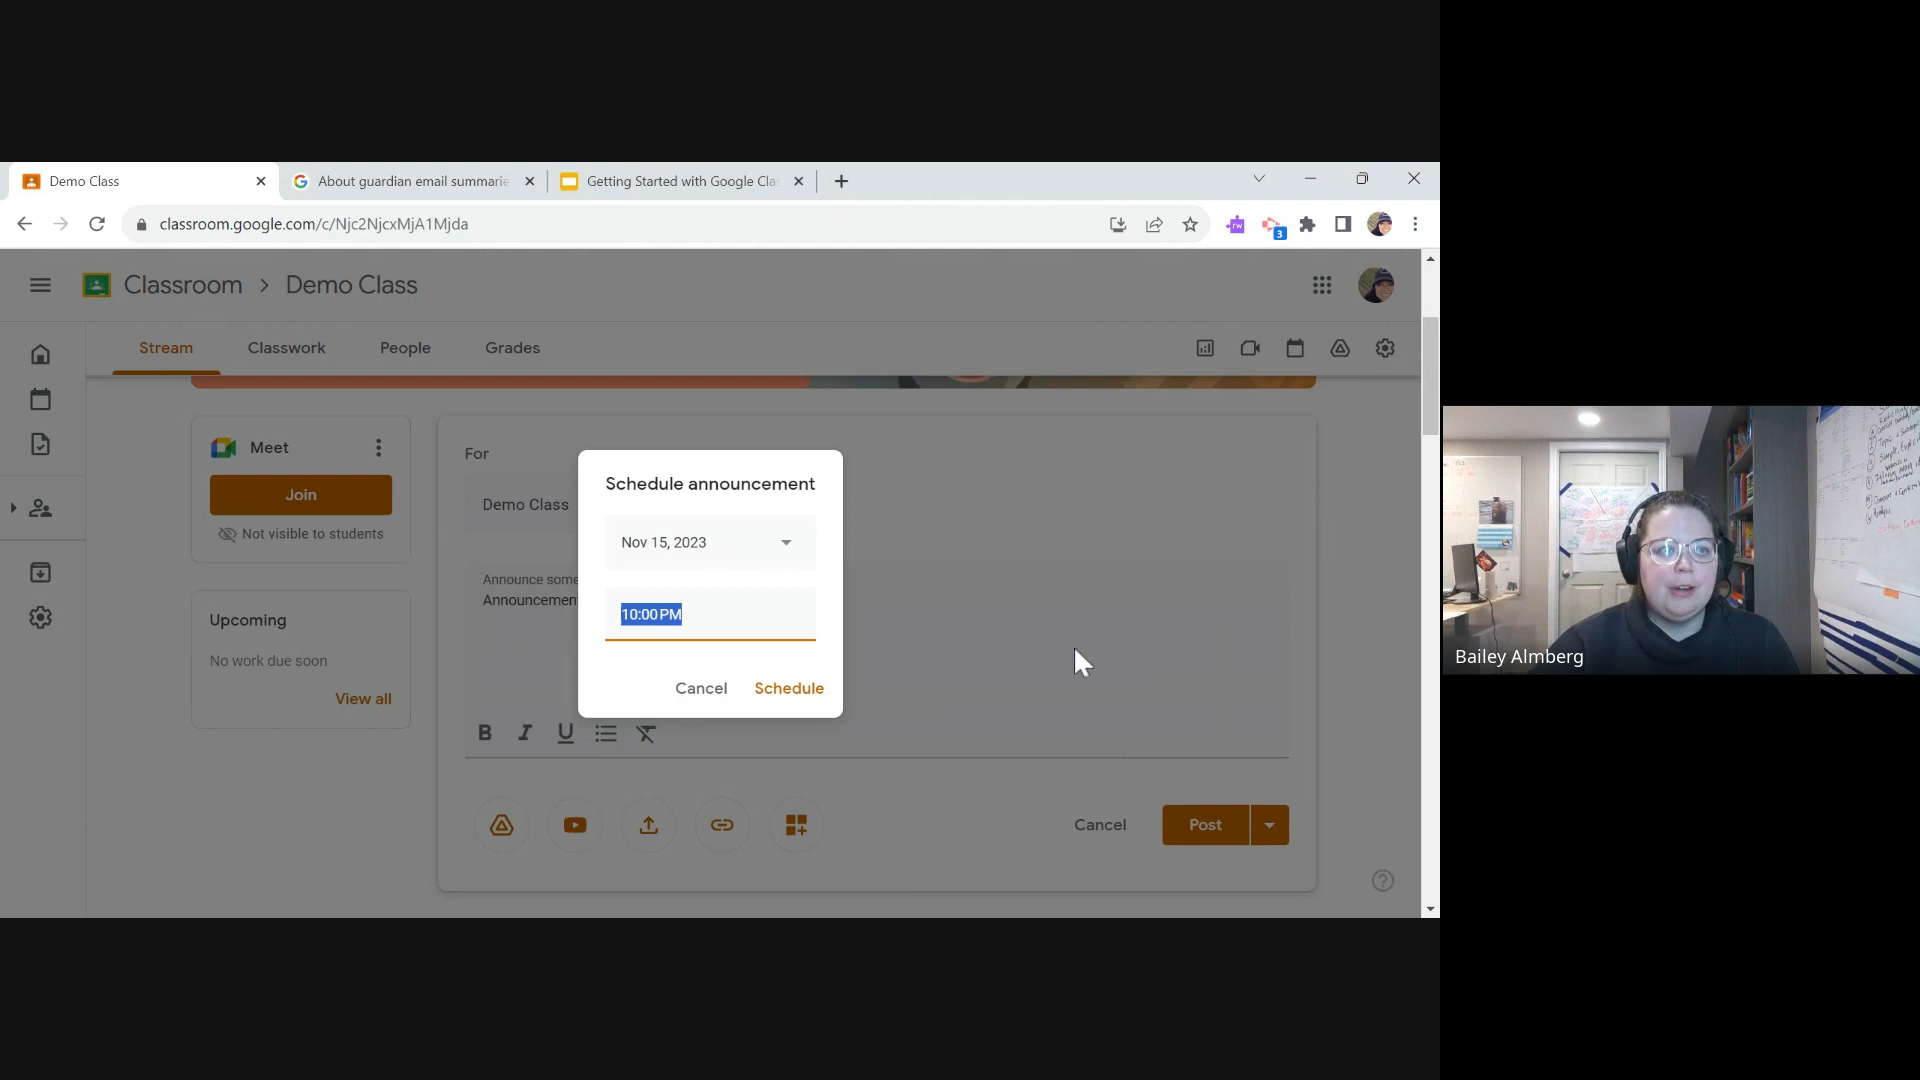 Demo Class
About guardian email summarie
Getting Started with Google Cla
classroom.google.com/c/Njc2NjcxMjA1Mjda
rw
3
Classroom > Demo Class
Stream
Classwork
People
Grades
Meet
Join
Not visible to students
Upcoming
No work due soon
View all
For
Demo Class
Announce some
Announcemen
Schedule announcement
Nov 15, 2023
10:00 PM
Cancel
Schedule
B I U
Cancel
Post
Bailey Almberg